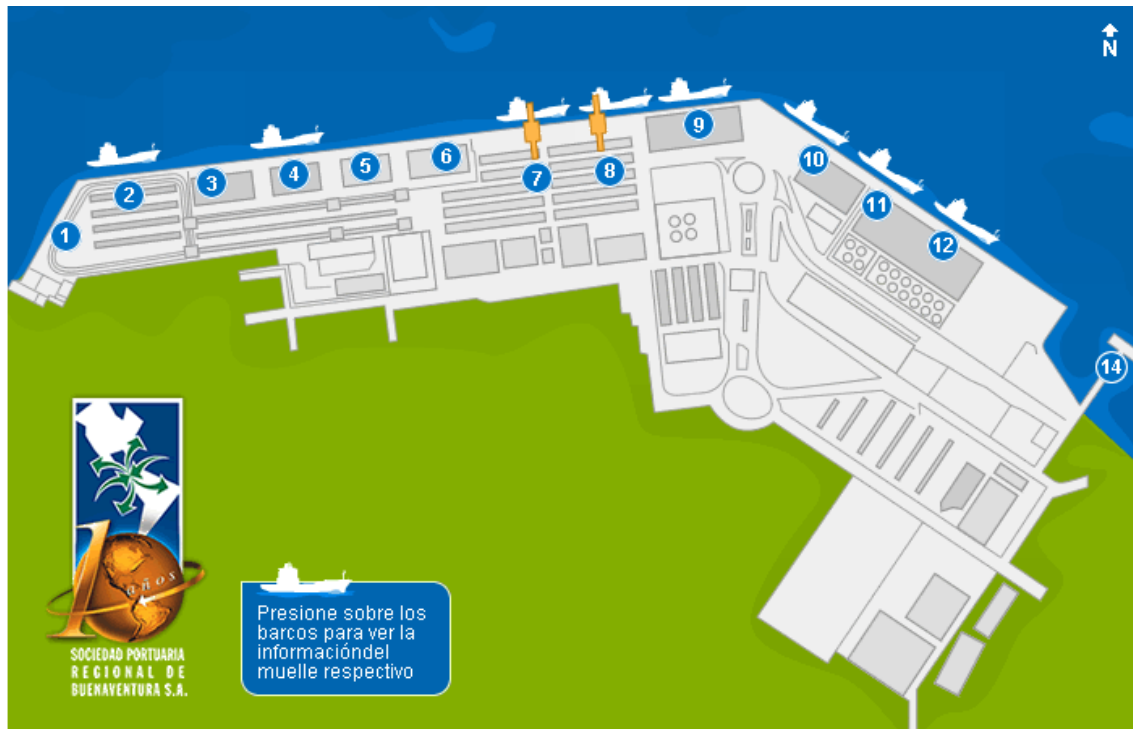 N
1
2
3
4
5
6
7
8
9
10
11
12
14
10
años
SOCIEDAD PORTUARIA
REGIONAL DE
BUENAVENTURA S.A.
Presione sobre los
barcos para ver la
informacióndel
muelle respectivo